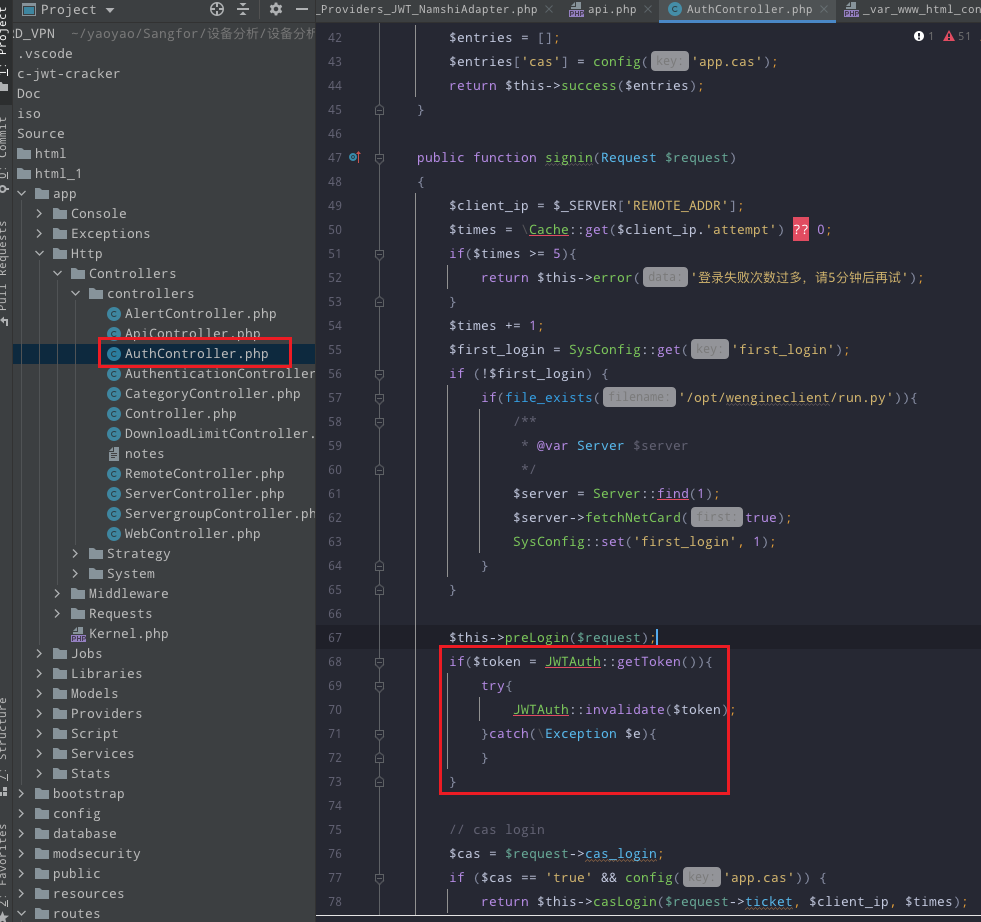 Project
_Providers_JWT_NamshiAdapter.php
api.php
AuthController.php
_var_www_html_con
D_VPN ~/yaoyao/Sangfor/设备分析/设备分析
.vscode
c-jwt-cracker
Doc
iso
Source
html
html_1
app
Console
Exceptions
Http
Controllers
controllers
AlertController.php
ApiController.php
AuthController.php
AuthenticationController
CategoryController.php
Controller.php
DownloadLimitController.
notes
RemoteController.php
ServerController.php
ServergroupController.ph
WebController.php
Strategy
System
Middleware
Requests
Kernel.php
Jobs
Libraries
Models
Providers
Script
Services
Stats
bootstrap
config
database
modsecurity
public
resources
routes
1: Project
0: Commit
Pull Requests
7: Structure
2: Favorites
1 51
42 $entries = [];
43 $entries['cas'] = config( key: 'app.cas');
44 return $this->success($entries);
45 }
46
47 public function signin(Request $request)
48 {
49 $client_ip = $_SERVER['REMOTE_ADDR'];
50 $times = \Cache::get($client_ip.'attempt') ?? 0;
51 if($times >= 5){
52 return $this->error( data: '登录失败次数过多，请5分钟后再试');
53 }
54 $times += 1;
55 $first_login = SysConfig::get( key: 'first_login');
56 if (!$first_login) {
57 if(file_exists( filename: '/opt/wengineclient/run.py')){
58 /**
59 * @var Server $server
60 */
61 $server = Server::find(1);
62 $server->fetchNetCard( first: true);
63 SysConfig::set('first_login', 1);
64 }
65 }
66
67 $this->preLogin($request);
68 if($token = JWTAuth::getToken()){
69 try{
70 JWTAuth::invalidate($token);
71 }catch(\Exception $e){
72 }
73 }
74
75 // cas login
76 $cas = $request->cas_login;
77 if ($cas == 'true' && config( key: 'app.cas')) {
78 return $this->casLogin($request->ticket, $client_ip, $times);